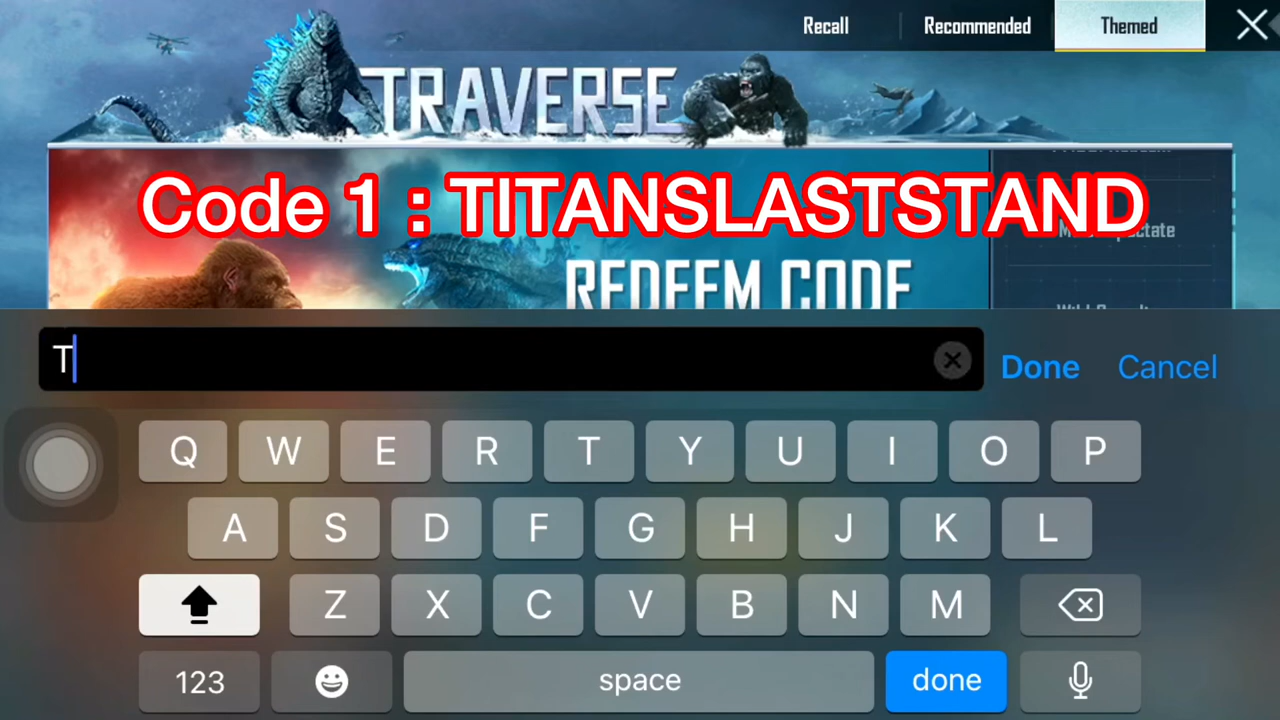 Recall Recommended Themed
TRAVERSE
Code 1 : TITANSLASTSTAND
REDEEM CODE
T
Done Cancel
Q W E R T Y U I O P
A S D F G H J K L
Z X C V B N M
123 space done